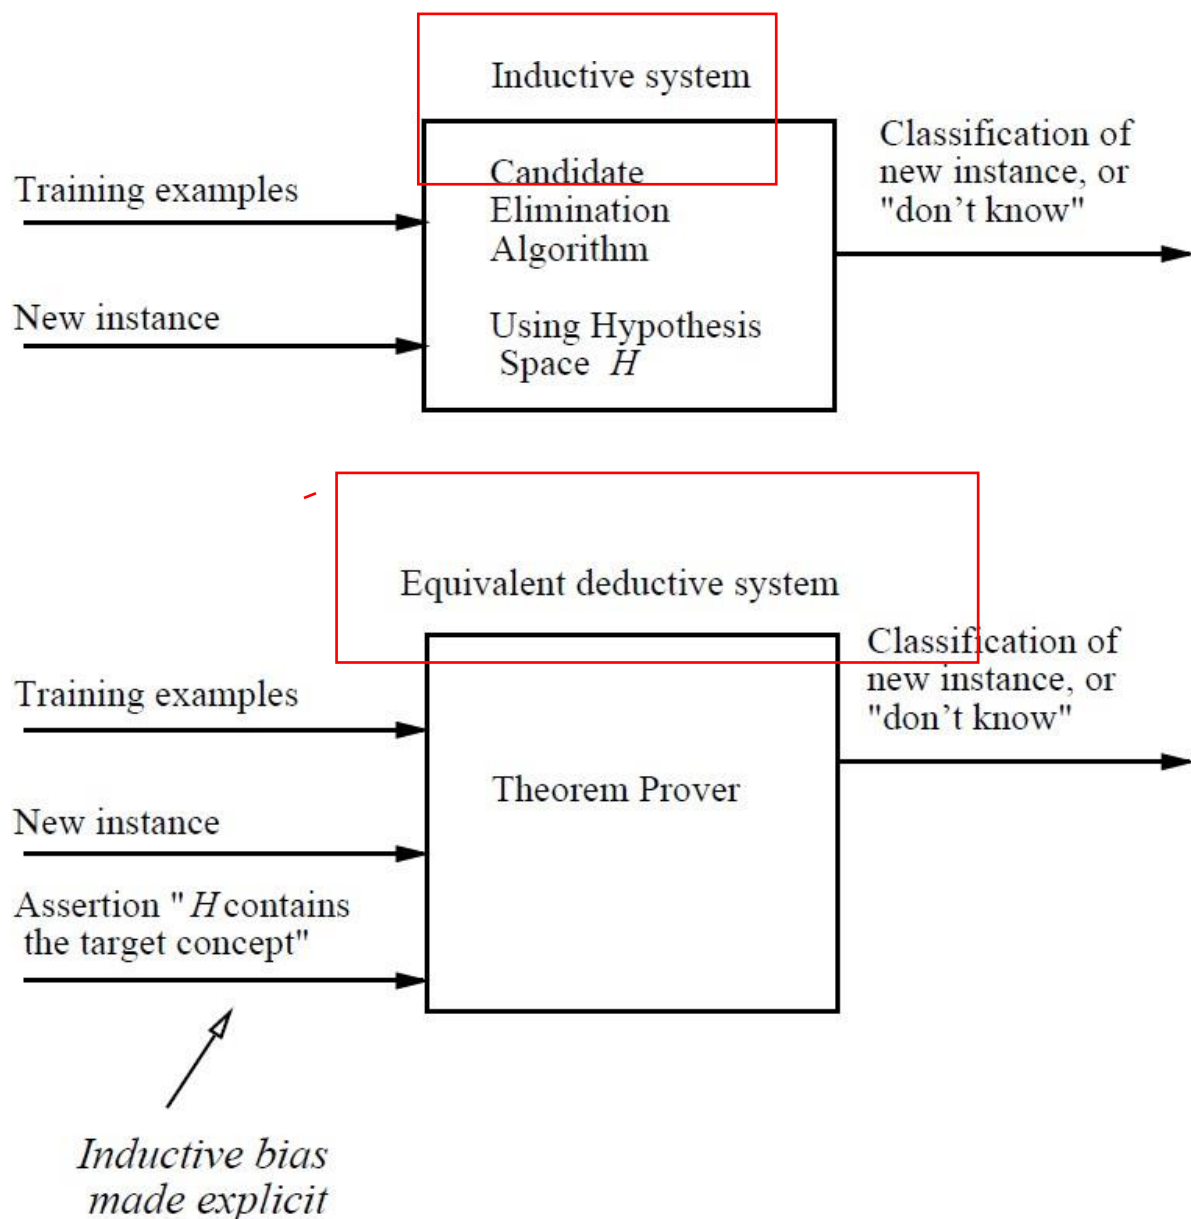 Inductive system
Classification of
new instance, or
"don't know"
Training examples
Candidate
Elimination
Algorithm
New instance
Using Hypothesis
Space H
Equivalent deductive system
Classification of
new instance, or
"don't know"
Training examples
Theorem Prover
New instance
Assertion " H contains
the target concept"
Inductive bias
made explicit